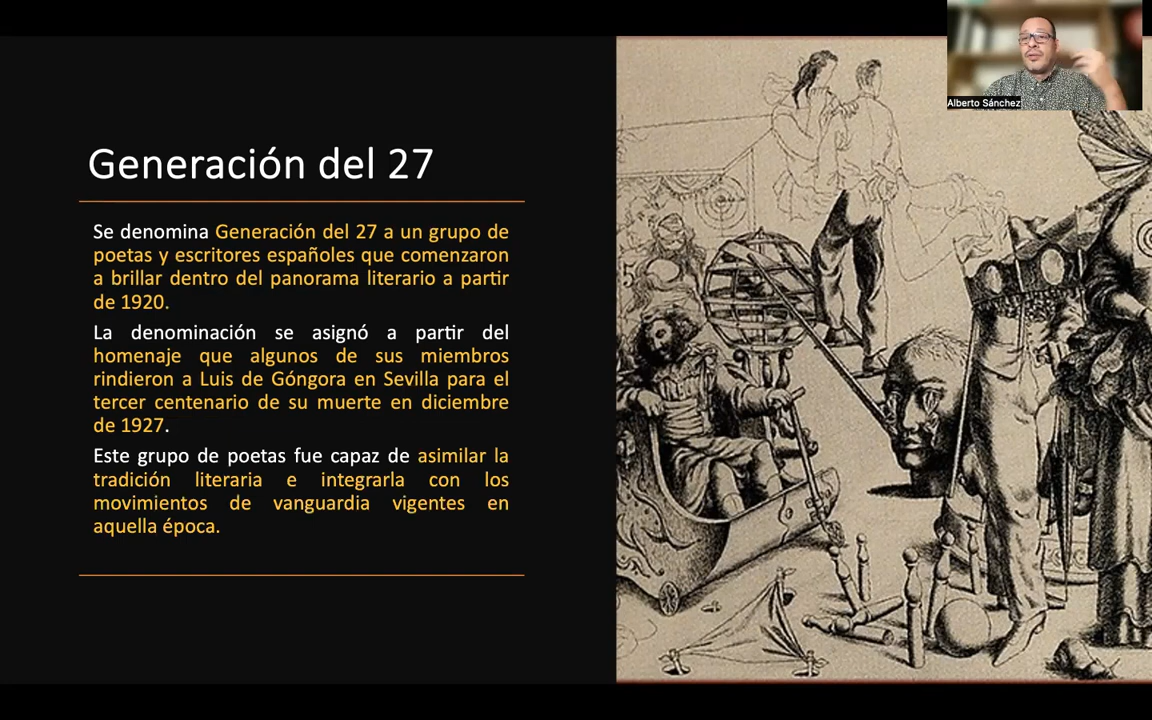 Alberto Sánchez
Generación del 27
Se denomina Generación del 27 a un grupo de
poetas y escritores españoles que comenzaron
a brillar dentro del panorama literario a partir
de 1920.
La denominación se asignó a partir del
homenaje que algunos de sus miembros
rindieron a Luis de Góngora en Sevilla para el
tercer centenario de su muerte en diciembre
de 1927.
Este grupo de poetas fue capaz de asimilar la
tradición literaria e integrarla con los
movimientos de vanguardia vigentes en
aquella época.